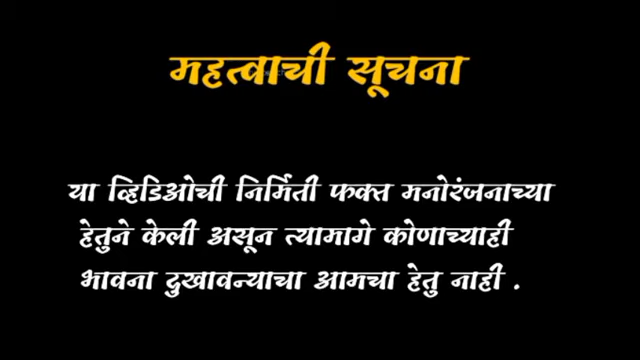 महत्वाची सूचना
या व्हिडिओची निर्मिती फक्त मनोरंजनाच्या
हेतुने केली असून त्यामागे कोणाच्याही
भावना दुखावन्याचा आमचा हेतु नाही .